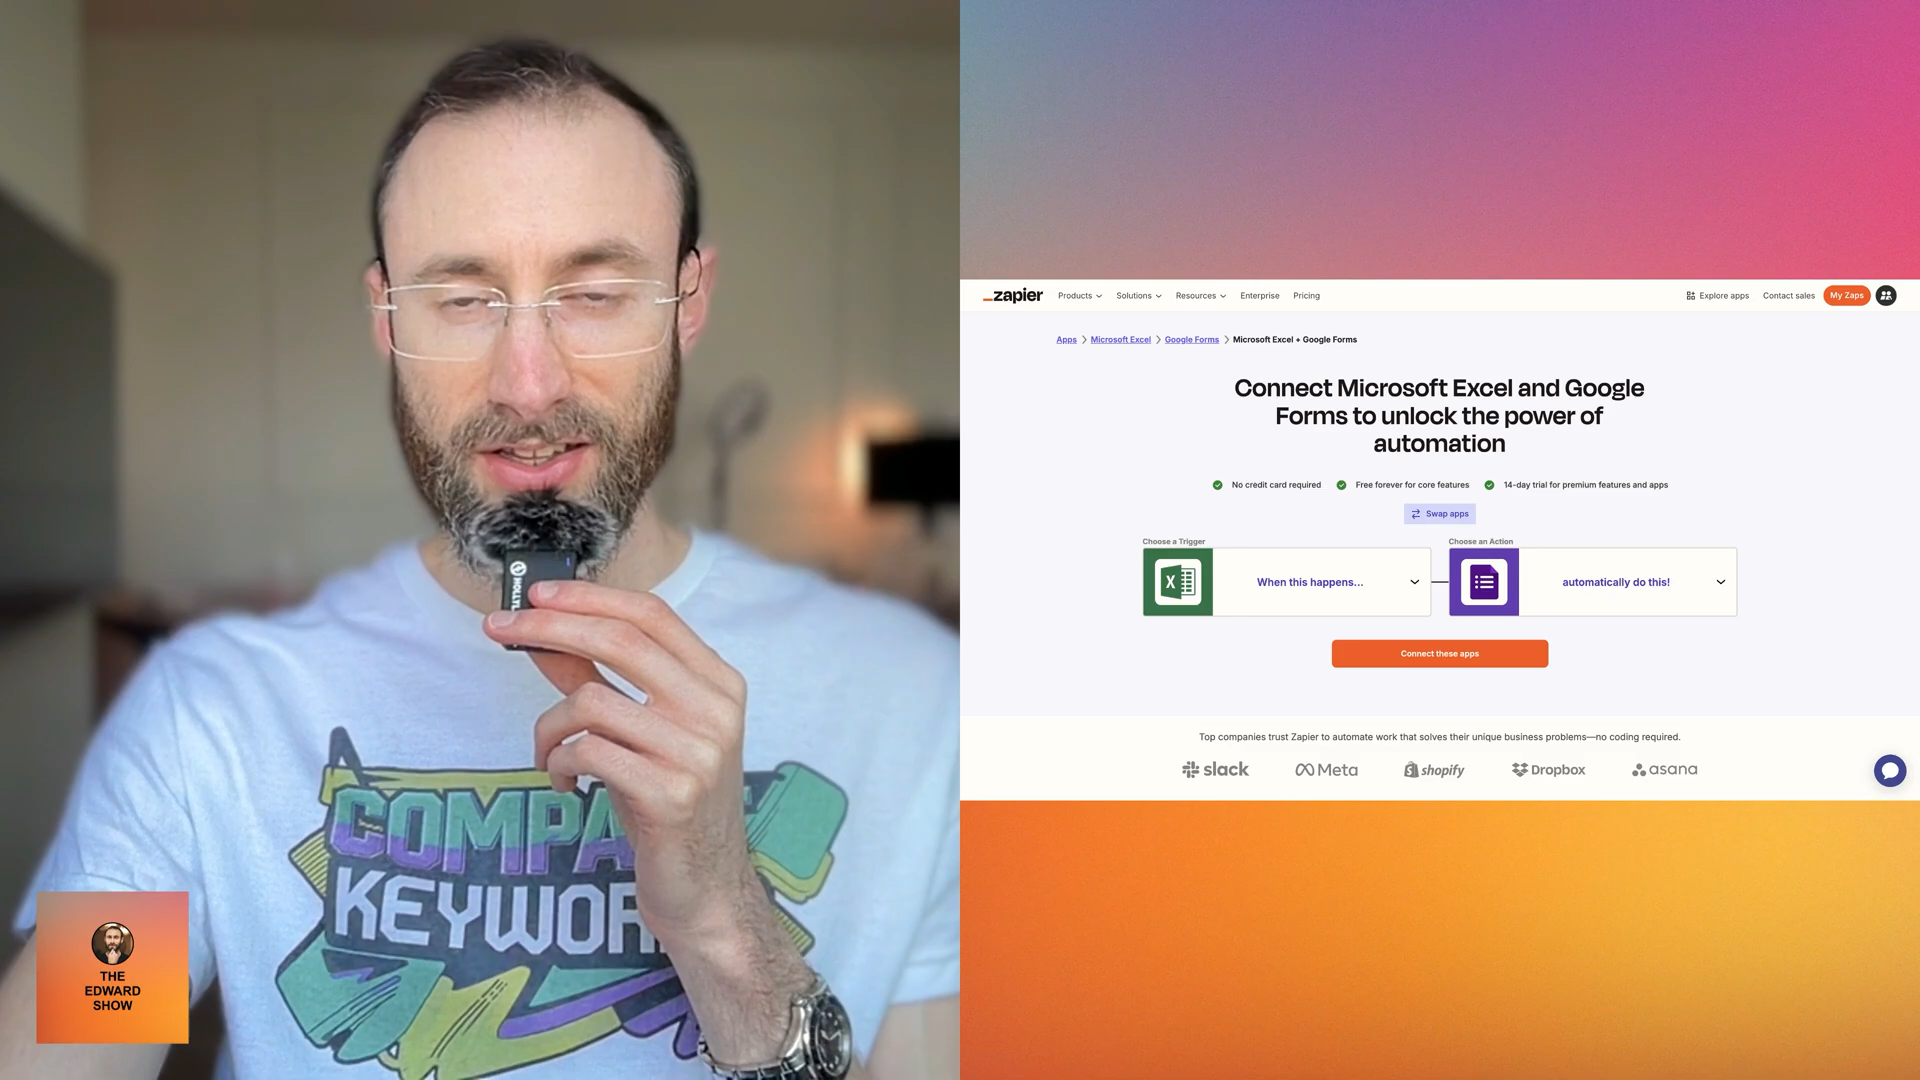 COMPA
KEYWOR
THE
EDWARD
SHOW
zapier
Products
Solutions
Resources
Enterprise
Pricing
Explore apps
Contact sales
My Zaps
Apps
Microsoft Excel
Google Forms
Microsoft Excel + Google Forms
Connect Microsoft Excel and Google
Forms to unlock the power of
automation
No credit card required
Free forever for core features
14-day trial for premium features and apps
Swap apps
Choose a Trigger
When this happens...
Choose an Action
automatically do this!
Connect these apps
Top companies trust Zapier to automate work that solves their unique business problems—no coding required.
slack
Meta
shopify
Dropbox
asana